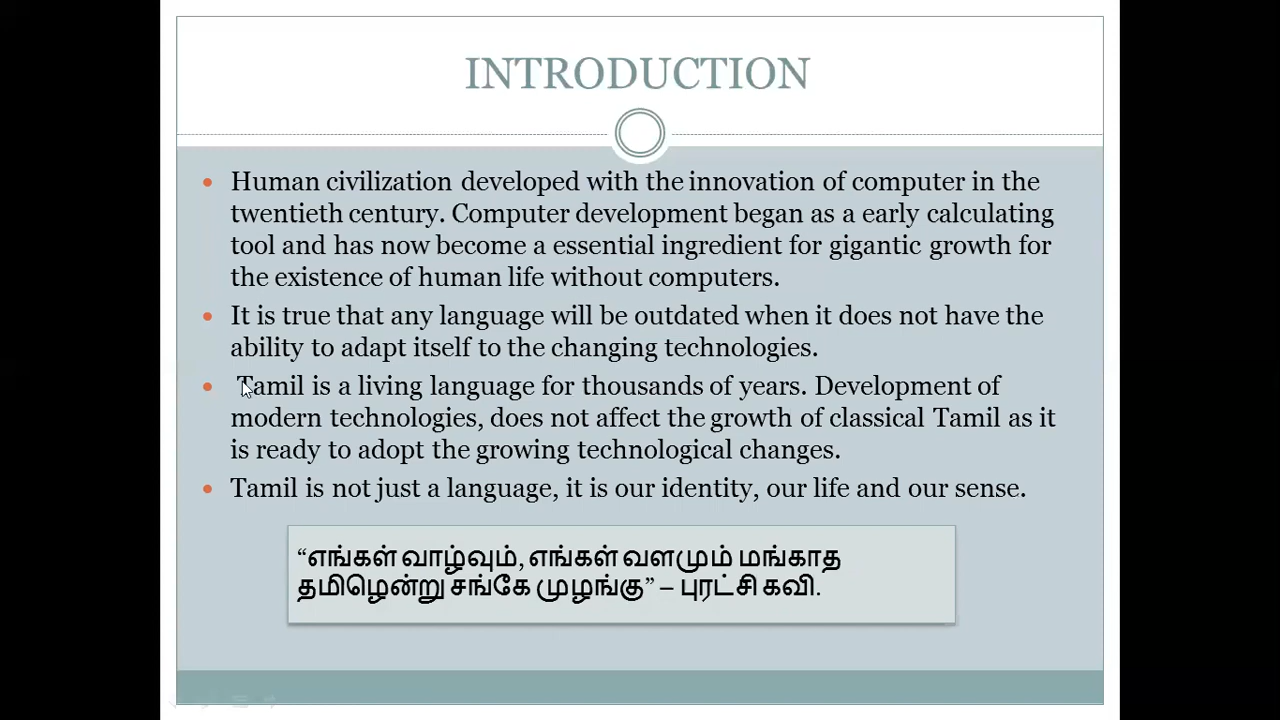 INTRODUCTION
Human civilization developed with the innovation of computer in the
twentieth century. Computer development began as a early calculating
tool and has now become a essential ingredient for gigantic growth for
the existence of human life without computers.
It is true that any language will be outdated when it does not have the
ability to adapt itself to the changing technologies.
Tamil is a living language for thousands of years. Development of
modern technologies, does not affect the growth of classical Tamil as it
is ready to adopt the growing technological changes.
Tamil is not just a language, it is our identity, our life and our sense.
“எங்கள் வாழ்வும், எங்கள் வளமும் மங்காத
தமிழென்று சங்கே முழங்கு” – புரட்சி கவி.